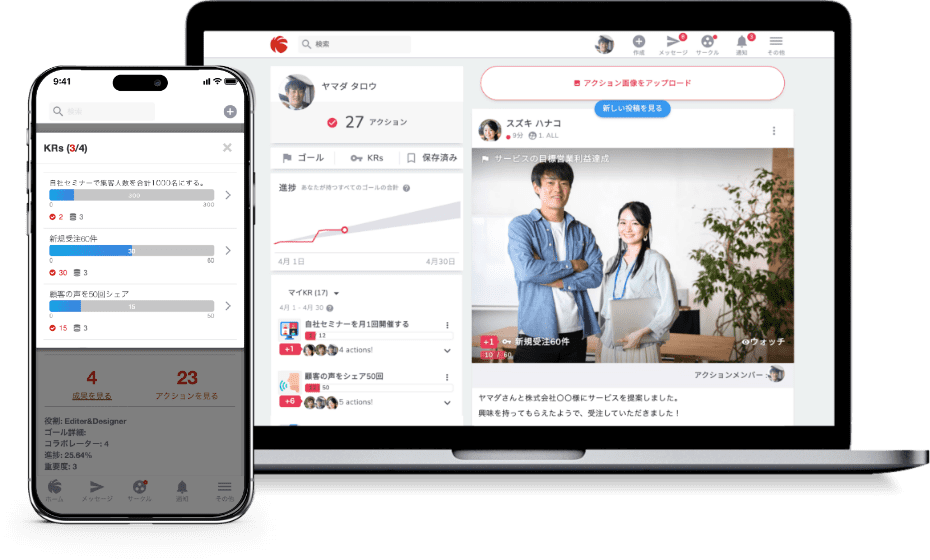 9:41
検索
KRs (3/4)
自社セミナーで集客人数を合計1000名にする。
300
0
300
2
3
新規受注60件
30
0
60
30
3
顧客の声を50回シェア
15
0
50
15
3
4
23
成果を見る
アクションを見る
役割: Editer&Designer
ゴール詳細:
コラボレーター: 4
進捗: 25.84%
重要度: 3
ホーム
メッセージ
サークル
通知
その他
検索
作成
メッセージ
サークル
3
通知
その他
ヤマダ タロウ
27 アクション
ゴール
KRs
保存済み
進捗 あなたが持つすべてのゴールの合計
4月 1日
4月30日
マイKR (17)
4月 1 - 4月 30
自社セミナーを月1回開催する
12
+1
4 actions!
顧客の声をシェア50回
50
+6
5 actions!
アクション画像をアップロード
新しい投稿を見る
スズキ ハナコ
9分 1. ALL
サービスの目標営業利益達成
+1 新規受注60件
10 / 60
ウォッチ
アクションメンバー
ヤマダさんと株式会社〇〇様にサービスを提案しました。
興味を持ってもらえたようで、受注していただきました！